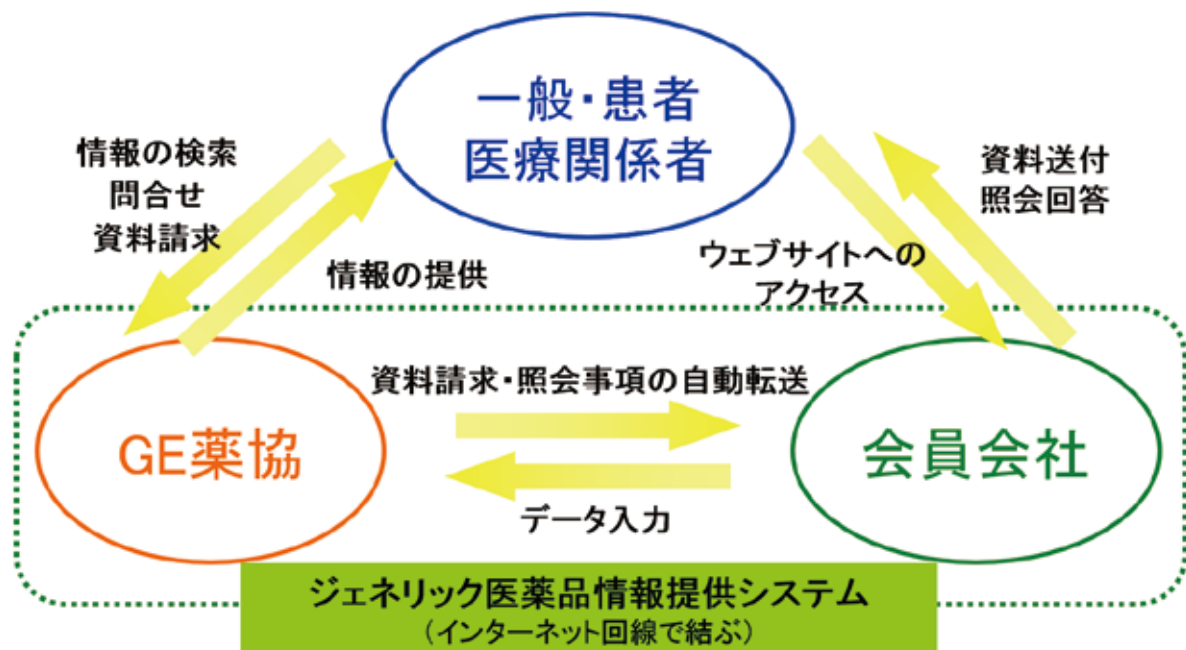 一般・患者
医療関係者
情報の検索
問合せ
資料請求
情報の提供
資料送付
照会回答
ウェブサイトへの
アクセス
資料請求・照会事項の自動転送
GE薬協
会員会社
データ入力
ジェネリック医薬品情報提供システム
（インターネット回線で結ぶ）